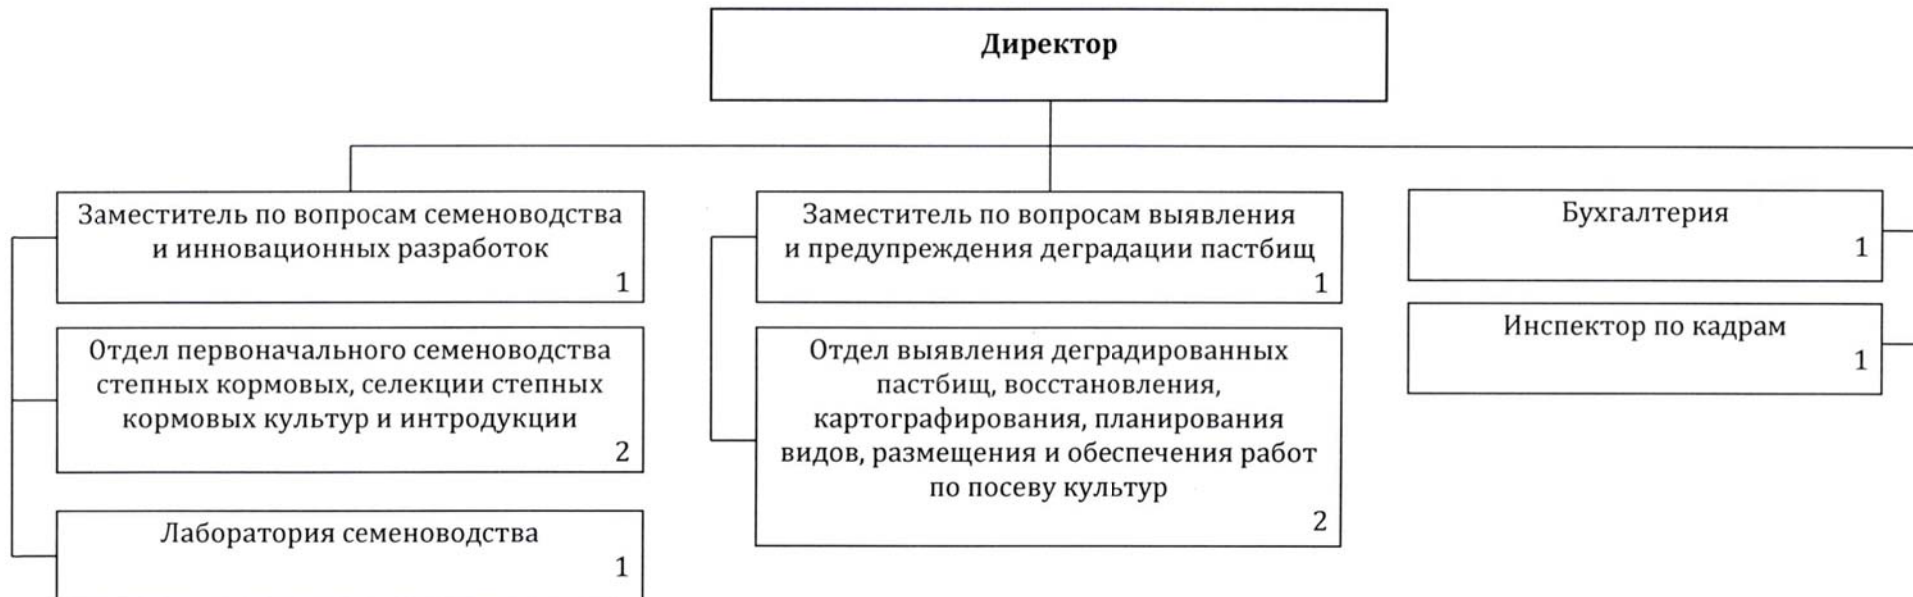 Директор
Заместитель по вопросам семеноводства
и инновационных разработок
1
Отдел первоначального семеноводства
степных кормовых, селекции степных
кормовых культур и интродукции
2
Лаборатория семеноводства
1
Заместитель по вопросам выявления
и предупреждения деградации пастбищ
1
Отдел выявления деградированных
пастбищ, восстановления,
картографирования, планирования
видов, размещения и обеспечения работ
по посеву культур
2
Бухгалтерия
1
Инспектор по кадрам
1